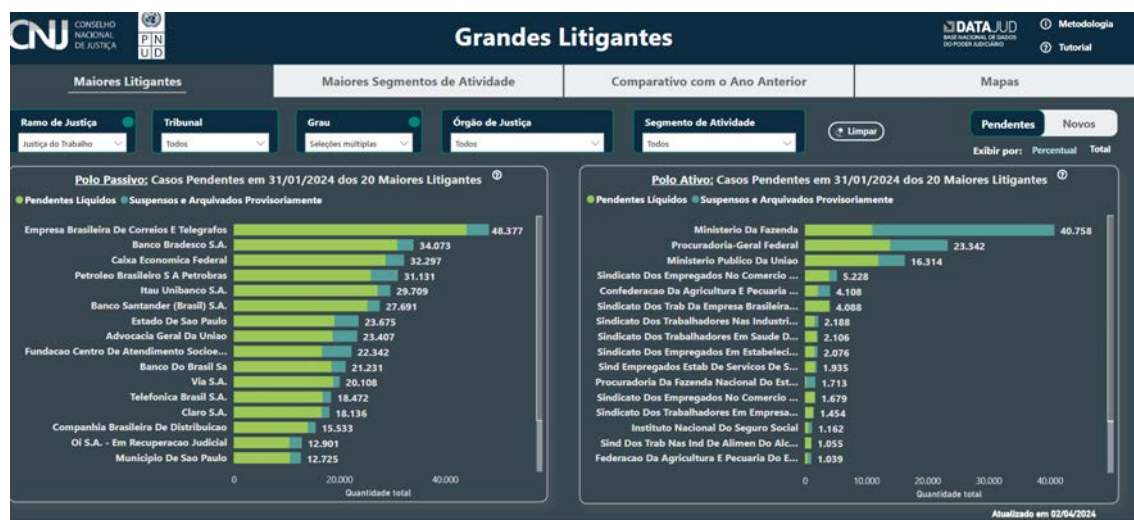 CNJ CONSELHO NACIONAL DE JUSTIÇA
PNUD
Grandes Litigantes
DATAJUD
BASE NACIONAL DE DADOS
DO PODER JUDICIÁRIO
Metodologia
Tutorial
Maiores Litigantes
Maiores Segmentos de Atividade
Comparativo com o Ano Anterior
Mapas
Ramo de Justiça
Justiça do Trabalho
Tribunal
Todos
Grau
Seleções múltiplas
Órgão de Justiça
Todos
Segmento de Atividade
Todos
Limpar
Pendentes
Novos
Exibir por: Percentual Total
Polo Passivo: Casos Pendentes em 31/01/2024 dos 20 Maiores Litigantes
Pendentes Líquidos Suspensos e Arquivados Provisoriamente
Empresa Brasileira De Correios E Telegrafos 48.377
Banco Bradesco S.A. 34.073
Caixa Economica Federal 32.297
Petroleo Brasileiro S A Petrobras 31.131
Itau Unibanco S.A. 29.709
Banco Santander (Brasil) S.A. 27.691
Estado De Sao Paulo 23.675
Advocacia Geral Da Uniao 23.407
Fundacao Centro De Atendimento Socioe... 22.342
Banco Do Brasil Sa 21.231
Via S.A. 20.108
Telefonica Brasil S.A. 18.472
Claro S.A. 18.136
Companhia Brasileira De Distribuicao 15.533
Oi S.A. - Em Recuperacao Judicial 12.901
Municipio De Sao Paulo 12.725
0 20.000 40.000
Quantidade total
Polo Ativo: Casos Pendentes em 31/01/2024 dos 20 Maiores Litigantes
Pendentes Líquidos Suspensos e Arquivados Provisoriamente
Ministerio Da Fazenda 40.758
Procuradoria-Geral Federal 23.342
Ministerio Publico Da Uniao 16.314
Sindicato Dos Empregados No Comercio ... 5.228
Confederacao Da Agricultura E Pecuaria ... 4.108
Sindicato Dos Trab Da Empresa Brasileira... 4.088
Sindicato Dos Trabalhadores Nas Industri... 2.188
Sindicato Dos Trabalhadores Em Saude D... 2.106
Sindicato Dos Empregados Em Estabeleci... 2.076
Sind Empregados Estab De Servicos De S... 1.935
Procuradoria Da Fazenda Nacional Do Est... 1.713
Sindicato Dos Empregados No Comercio ... 1.679
Sindicato Dos Trabalhadores Em Empresa... 1.454
Instituto Nacional Do Seguro Social 1.162
Sind Dos Trab Nas Ind De Alimen Do Alc... 1.055
Federacao Da Agricultura E Pecuaria Do E... 1.039
0 10.000 20.000 30.000 40.000
Quantidade total
Atualizado em 02/04/2024